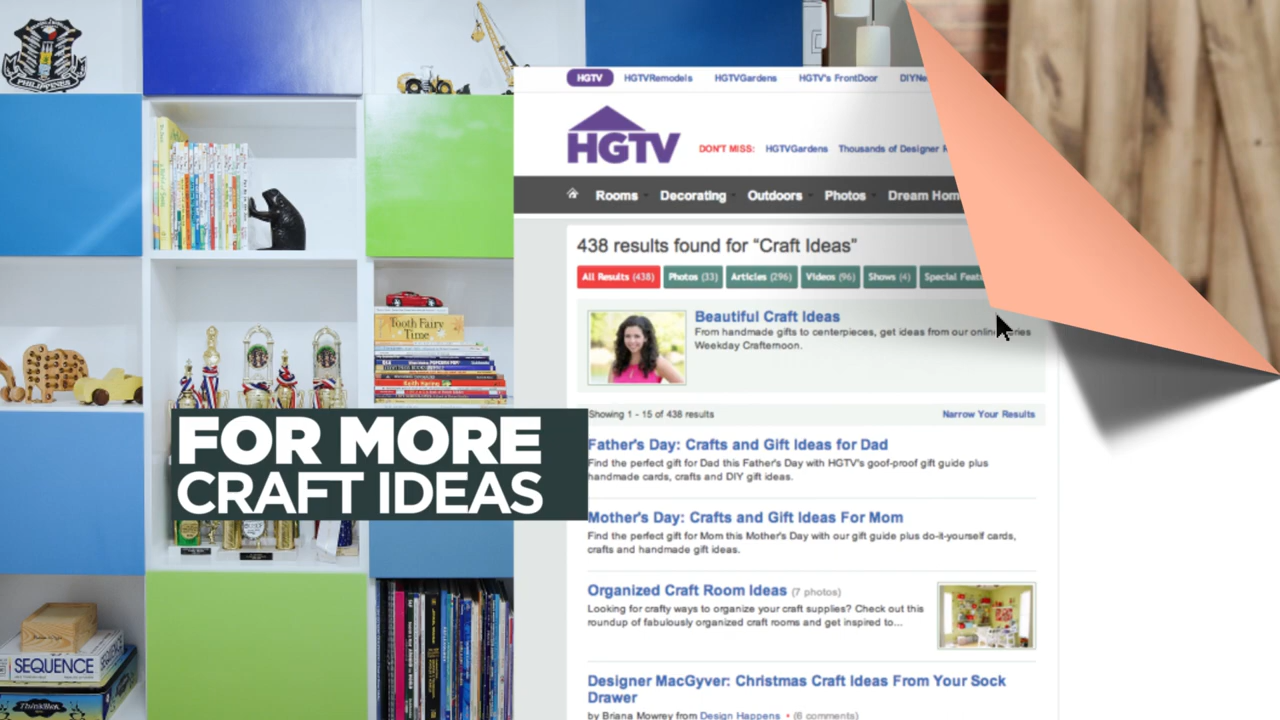 PHILIPPINES
HGTV HGTVRemodels HGTVGardens HGTV's FrontDoor
HGTV
DON'T MISS: HGTVGardens Thousands of Designer
Rooms Decorating Outdoors Photos Dream
438 results found for "Craft Ideas"
All Results (438) Photos (33) Articles (296) Videos (96) Shows (4) Special
Beautiful Craft Ideas
From handmade gifts to centerpieces, get ideas from our online series
Weekday Crafternoon.
Tooth Fairy
Time
Keith Haring
FOR MORE
CRAFT IDEAS
Showing 1 - 15 of 438 results Narrow Your Results
Father's Day: Crafts and Gift Ideas for Dad
Find the perfect gift for Dad this Father's Day with HGTV's goof-proof gift guide plus
handmade cards, crafts and DIY gift ideas.
Mother's Day: Crafts and Gift Ideas For Mom
Find the perfect gift for Mom this Mother's Day with our gift guide plus do-it-yourself cards,
crafts and handmade gift ideas.
Organized Craft Room Ideas (7 photos)
Looking for crafty ways to organize your craft supplies? Check out this
roundup of fabulously organized craft rooms and get inspired to...
Designer MacGyver: Christmas Craft Ideas From Your Sock
Drawer
by Briana Mowrey from Design Happens • (6 comments)
SEQUENCE
ThinkFun